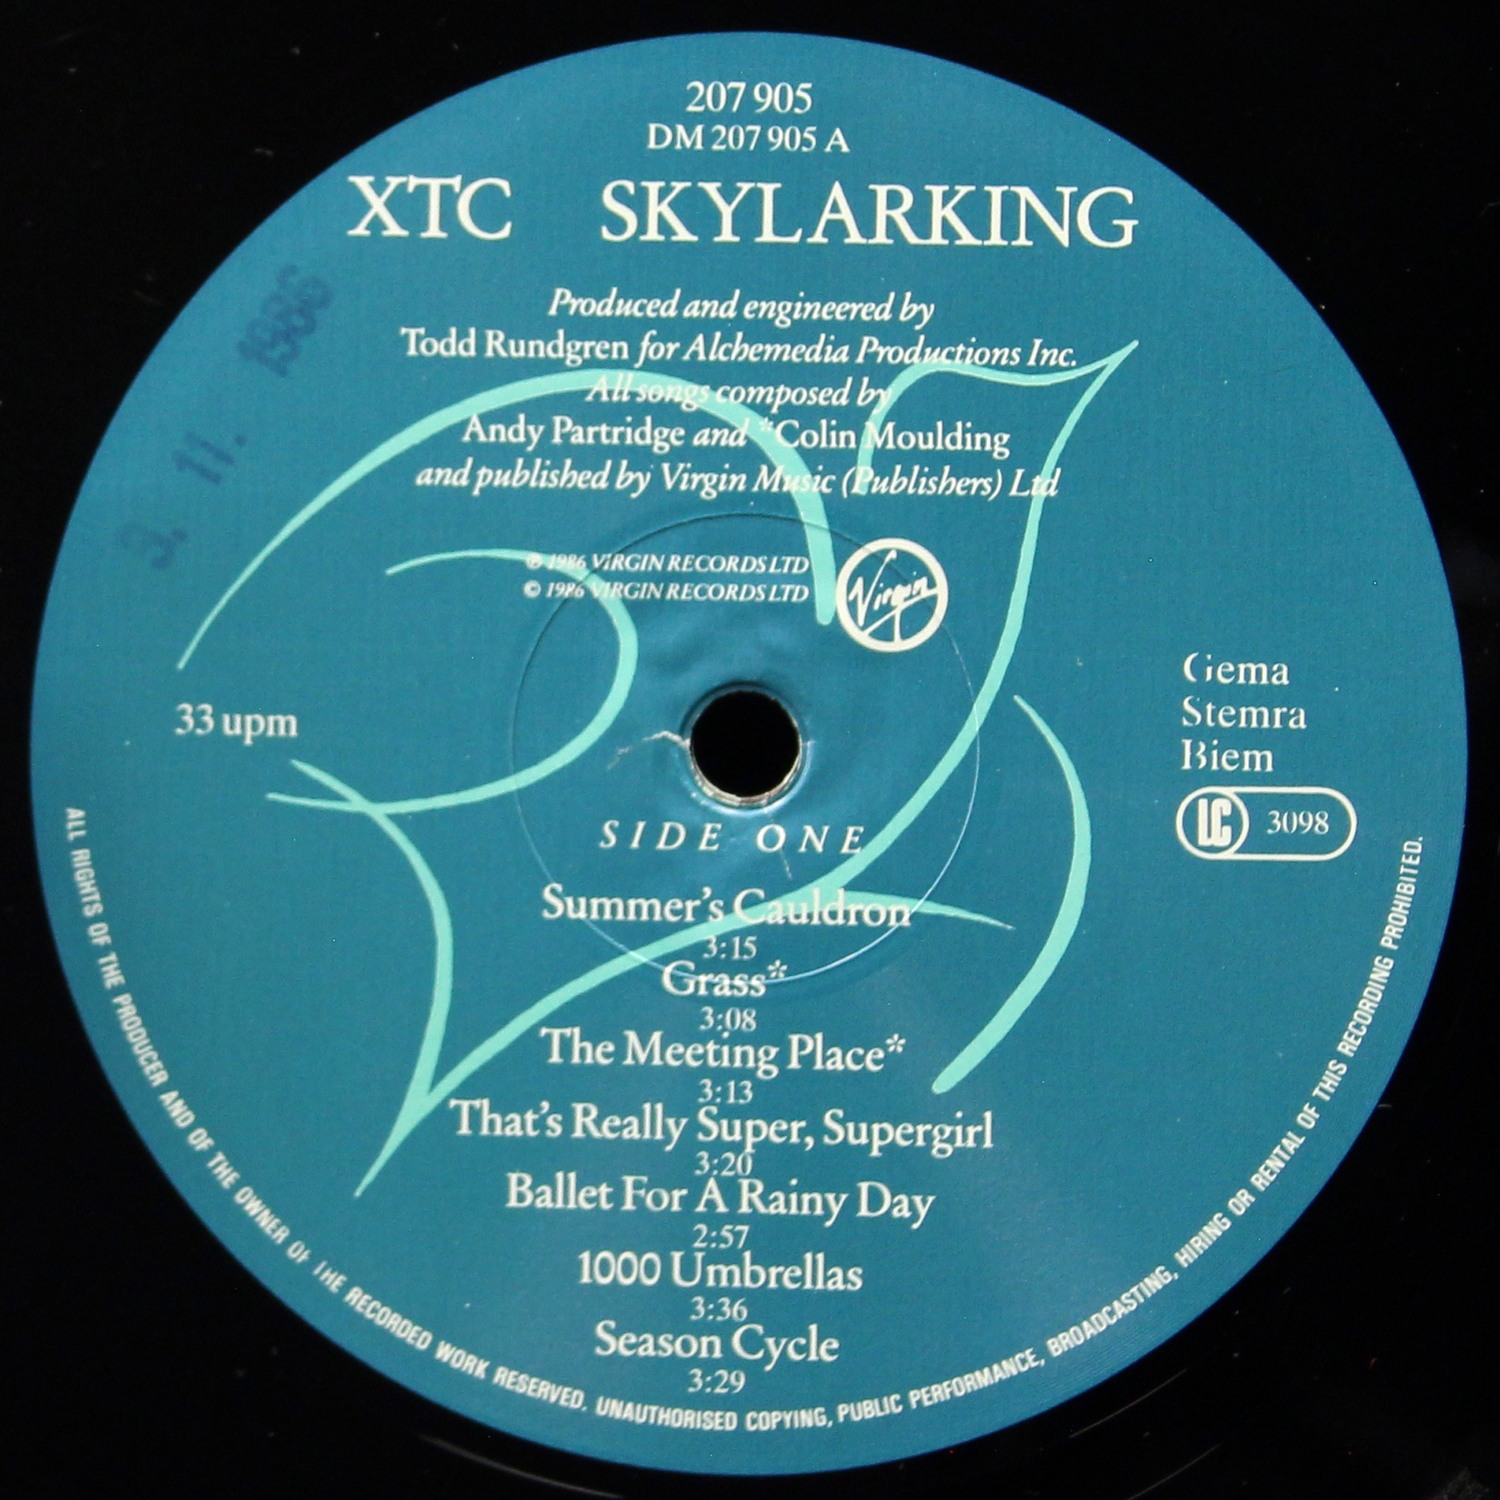 207 905
DM 207 905 A
XTC SKYLARKING
Produced and engineered by
Todd Rundgren for Alchemedia Productions Inc.
All songs composed by
Andy Partridge and *Colin Moulding
and published by Virgin Music (Publishers) Ltd
3. 11. 1986
℗ 1986 VIRGIN RECORDS LTD
© 1986 VIRGIN RECORDS LTD
Virgin
33 upm
Gema
Stemra
Biem
LC 3098
SIDE ONE
Summer's Cauldron
3:15
Grass*
3:08
The Meeting Place*
3:13
That's Really Super, Supergirl
3:20
Ballet For A Rainy Day
2:57
1000 Umbrellas
3:36
Season Cycle
3:29
ALL RIGHTS OF THE PRODUCER AND OF THE OWNER OF THE RECORDED WORK RESERVED. UNAUTHORISED COPYING, PUBLIC PERFORMANCE, BROADCASTING, HIRING OR RENTAL OF THIS RECORDING PROHIBITED.